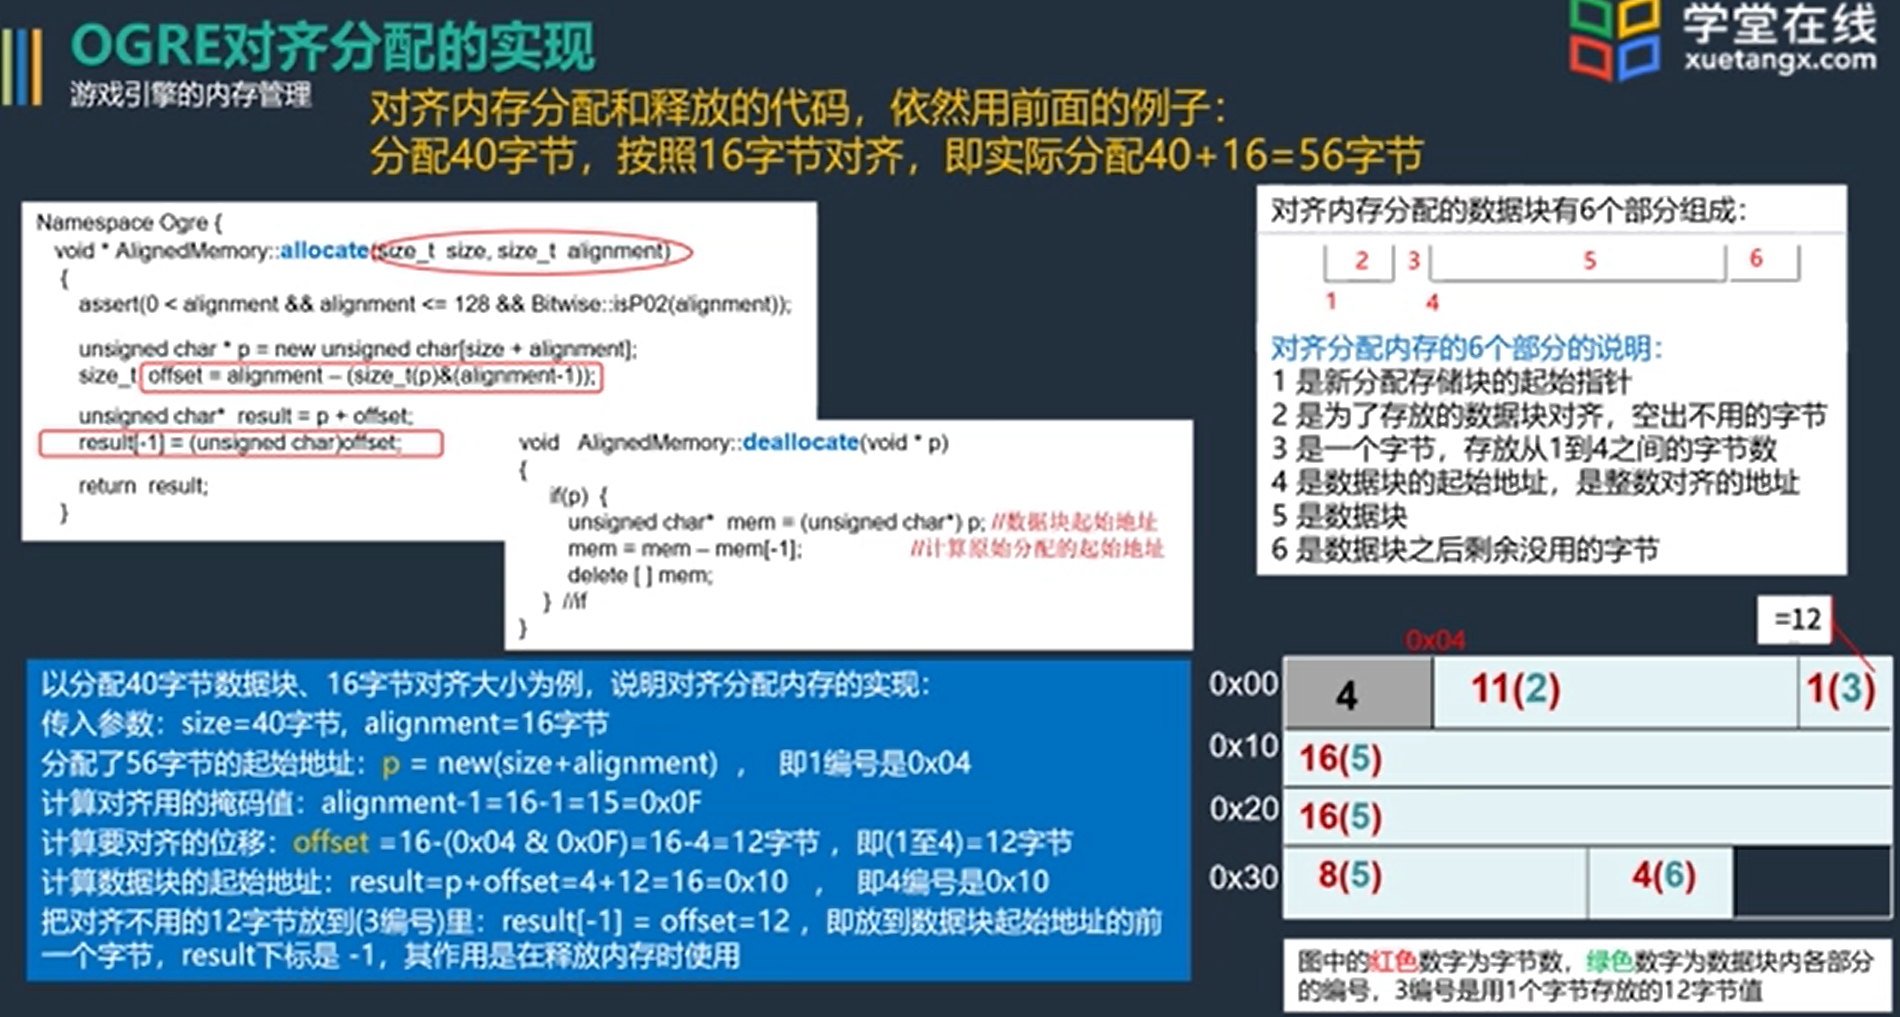 OGRE对齐分配的实现
游戏引擎的内存管理
学堂在线
xuetangx.com
对齐内存分配和释放的代码，依然用前面的例子：
分配40字节，按照16字节对齐，即实际分配40+16=56字节
Namespace Ogre {
void * AlignedMemory::allocate(size_t size, size_t alignment)
{
assert(0 < alignment && alignment <= 128 && Bitwise::isP02(alignment));
unsigned char * p = new unsigned char[size + alignment];
size_t offset = alignment – (size_t(p)&(alignment-1));
unsigned char* result = p + offset;
result[-1] = (unsigned char)offset;
return result;
}
void AlignedMemory::deallocate(void * p)
{
if(p) {
unsigned char* mem = (unsigned char*) p; //数据块起始地址
mem = mem – mem[-1]; //计算原始分配的起始地址
delete [ ] mem;
} //if
}
对齐内存分配的数据块有6个部分组成：
2 3 5 6
1 4
对齐分配内存的6个部分的说明：
1 是新分配存储块的起始指针
2 是为了存放的数据块对齐，空出不用的字节
3 是一个字节，存放从1到4之间的字节数
4 是数据块的起始地址，是整数对齐的地址
5 是数据块
6 是数据块之后剩余没用的字节
以分配40字节数据块、16字节对齐大小为例，说明对齐分配内存的实现：
传入参数：size=40字节, alignment=16字节
分配了56字节的起始地址：p = new(size+alignment) ， 即1编号是0x04
计算对齐用的掩码值：alignment-1=16-1=15=0x0F
计算要对齐的位移：offset =16-(0x04 & 0x0F)=16-4=12字节 ，即(1至4)=12字节
计算数据块的起始地址：result=p+offset=4+12=16=0x10 ， 即4编号是0x10
把对齐不用的12字节放到(3编号)里：result[-1] = offset=12 ，即放到数据块起始地址的前
一个字节，result下标是 -1，其作用是在释放内存时使用
=12
0x04
0x00 4 11(2) 1(3)
0x10 16(5)
0x20 16(5)
0x30 8(5) 4(6)
图中的红色数字为字节数，绿色数字为数据块内各部分
的编号，3编号是用1个字节存放的12字节值